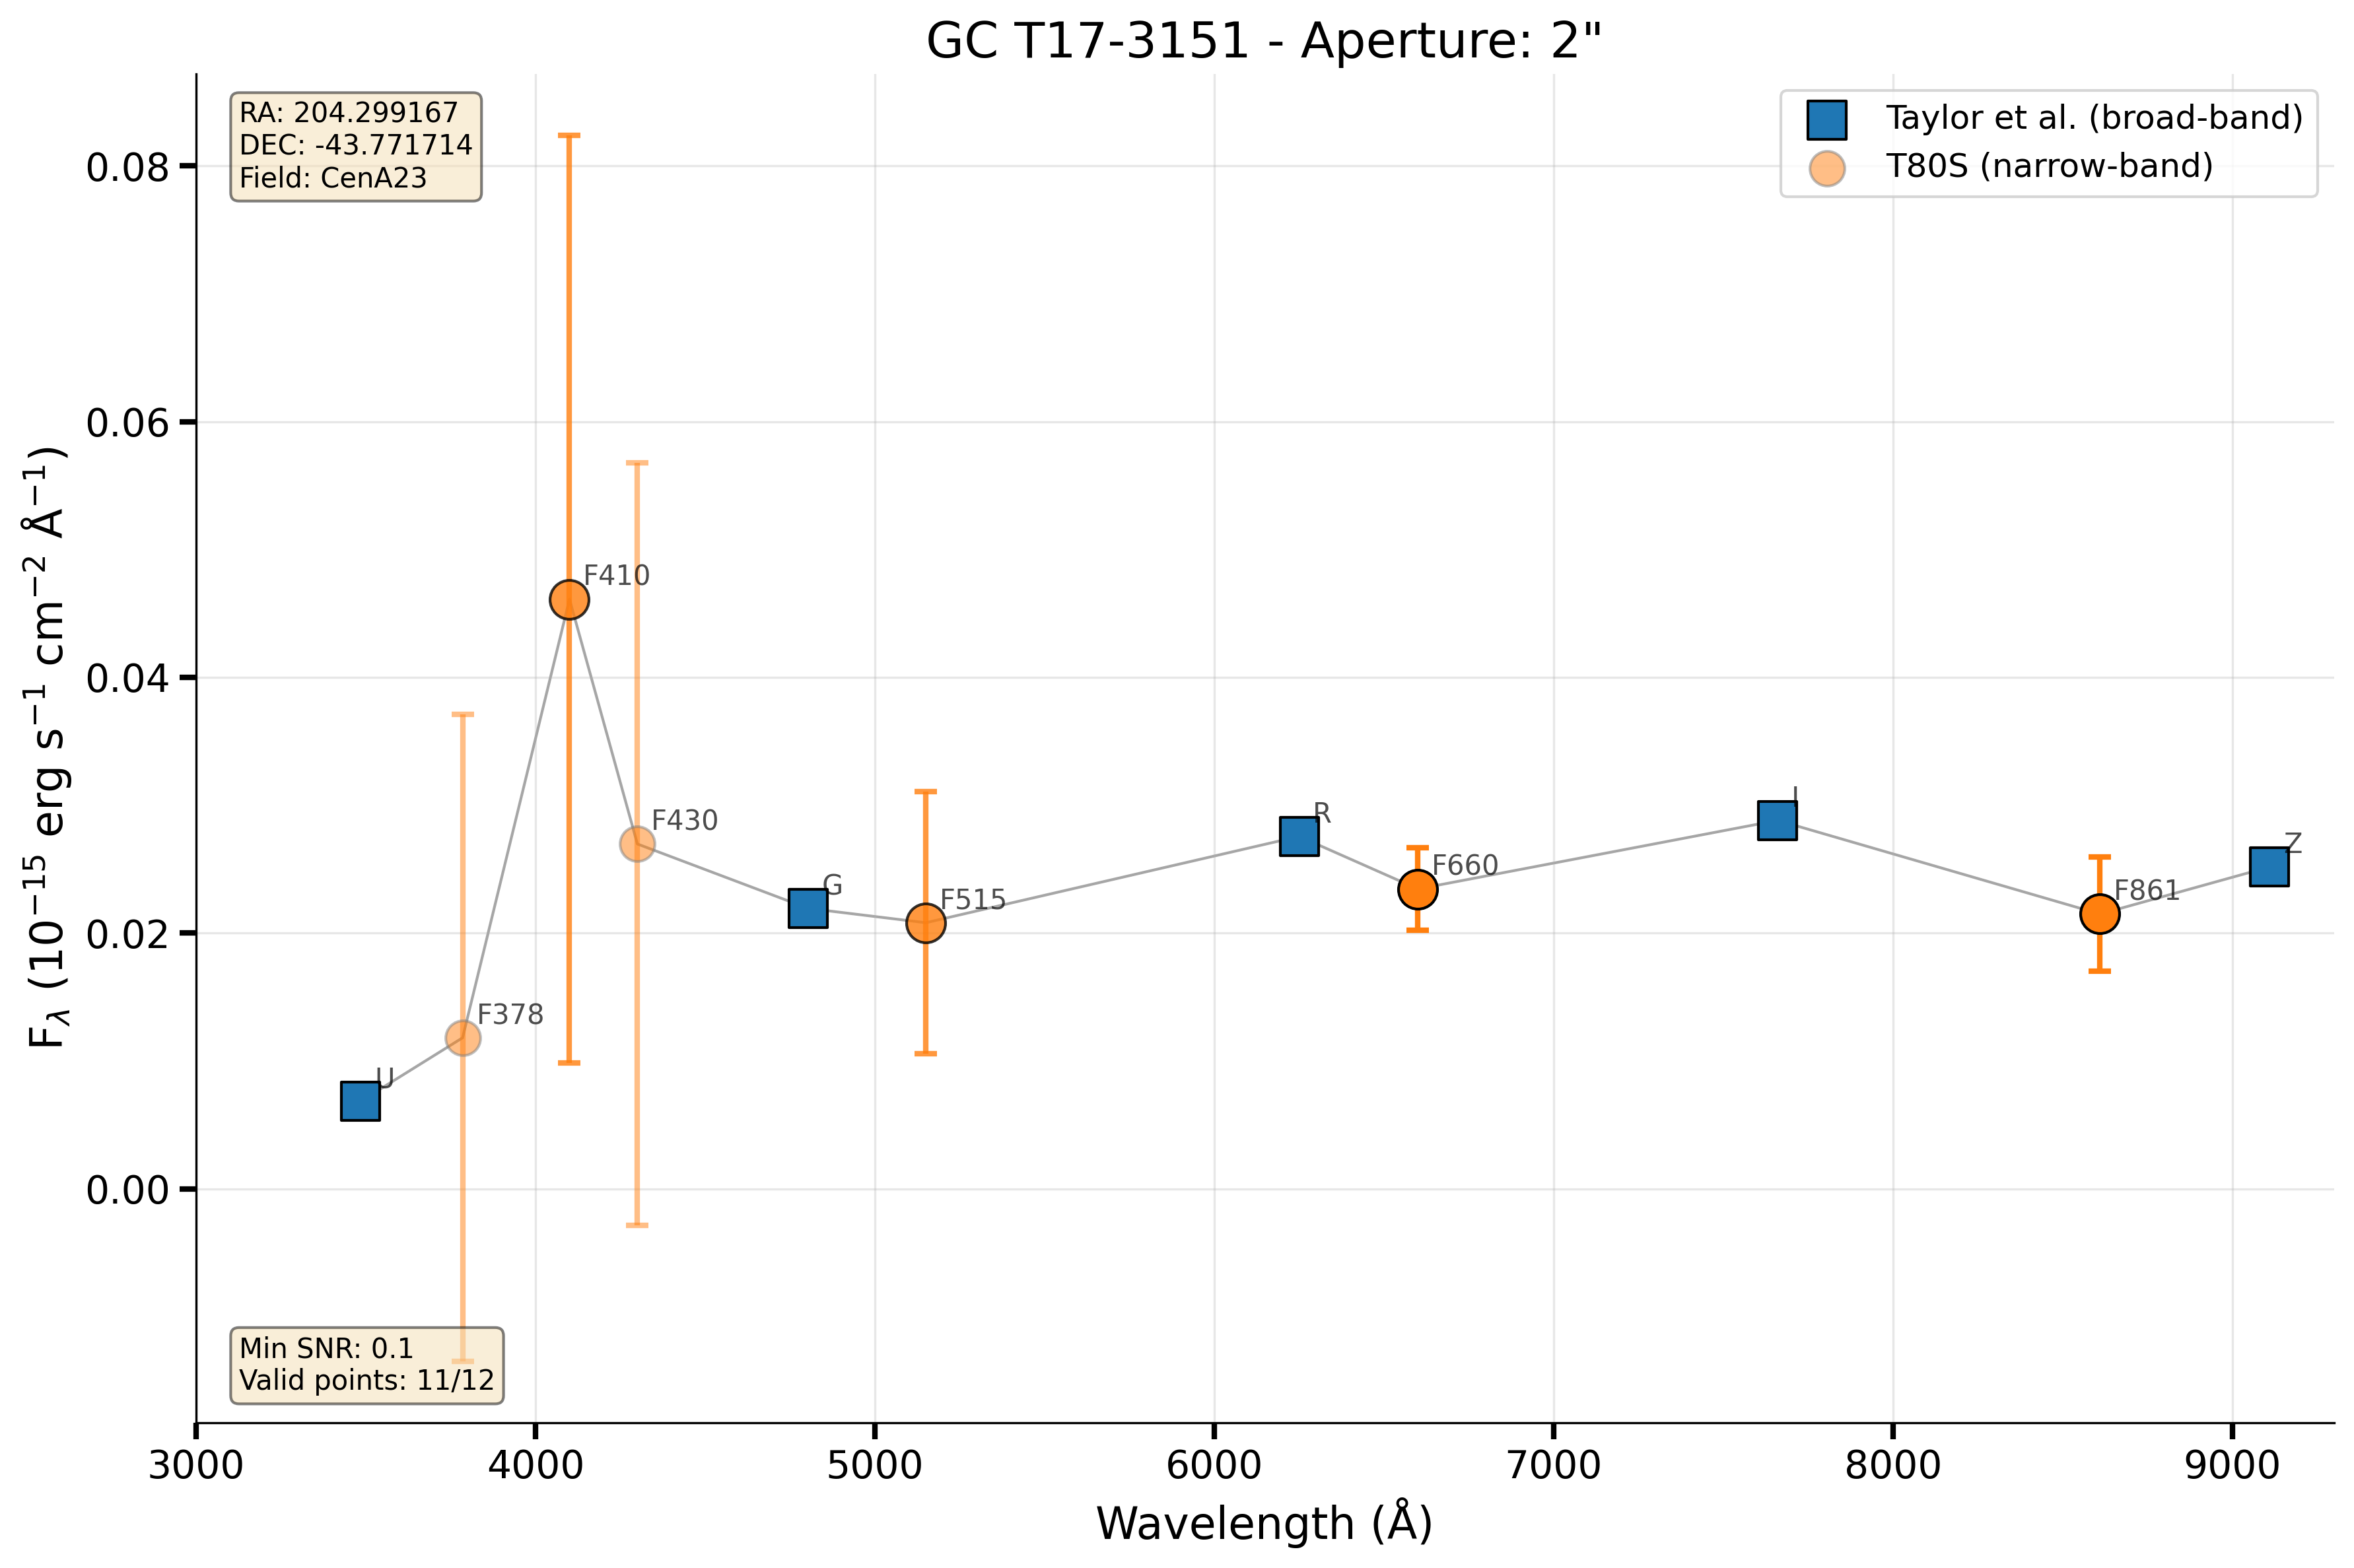 GC T17-3151 - Aperture: 2"
RA: 204.299167
DEC: -43.771714
Field: CenA23
Taylor et al. (broad-band)
T80S (narrow-band)
0.08
0.06
0.04
0.02
0.00
F_λ (10⁻¹⁵ erg s⁻¹ cm⁻² Å⁻¹)
U
F378
F410
F430
G
F515
R
F660
I
F861
Z
Min SNR: 0.1
Valid points: 11/12
3000 4000 5000 6000 7000 8000 9000
Wavelength (Å)